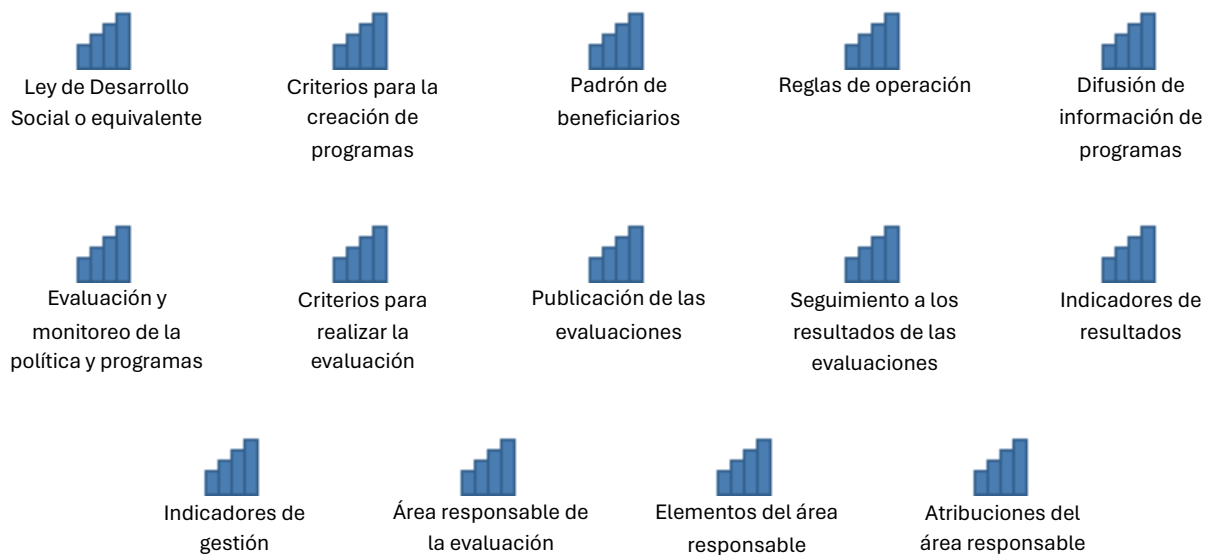 Ley de Desarrollo
Social o equivalente
Criterios para la
creación de
programas
Padrón de
beneficiarios
Reglas de operación
Difusión de
información de
programas
Evaluación y
monitoreo de la
política y programas
Criterios para
realizar la
evaluación
Publicación de las
evaluaciones
Seguimiento a los
resultados de las
evaluaciones
Indicadores de
resultados
Indicadores de
gestión
Área responsable de
la evaluación
Elementos del área
responsable
Atribuciones del
área responsable